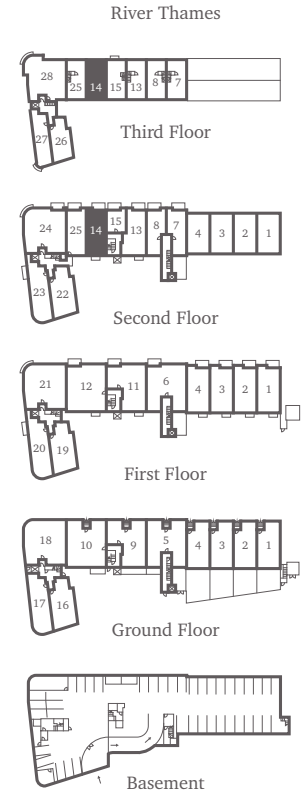 River Thames
28 25 14 15 13 8 7
27 26
Third Floor
24 25 14 15 13 8 7 4 3 2 1
23 22
Second Floor
21 12 11 6 4 3 2 1
20 19
First Floor
18 10 9 5 4 3 2 1
17 16
Ground Floor
Basement